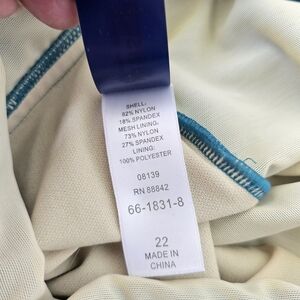 SHELL:
82% NYLON
18% SPANDEX
MESH LINING:
73% NYLON
27% SPANDEX
LINING:
100% POLYESTER
08139
RN 88842
66-1831-8
22
MADE IN
CHINA